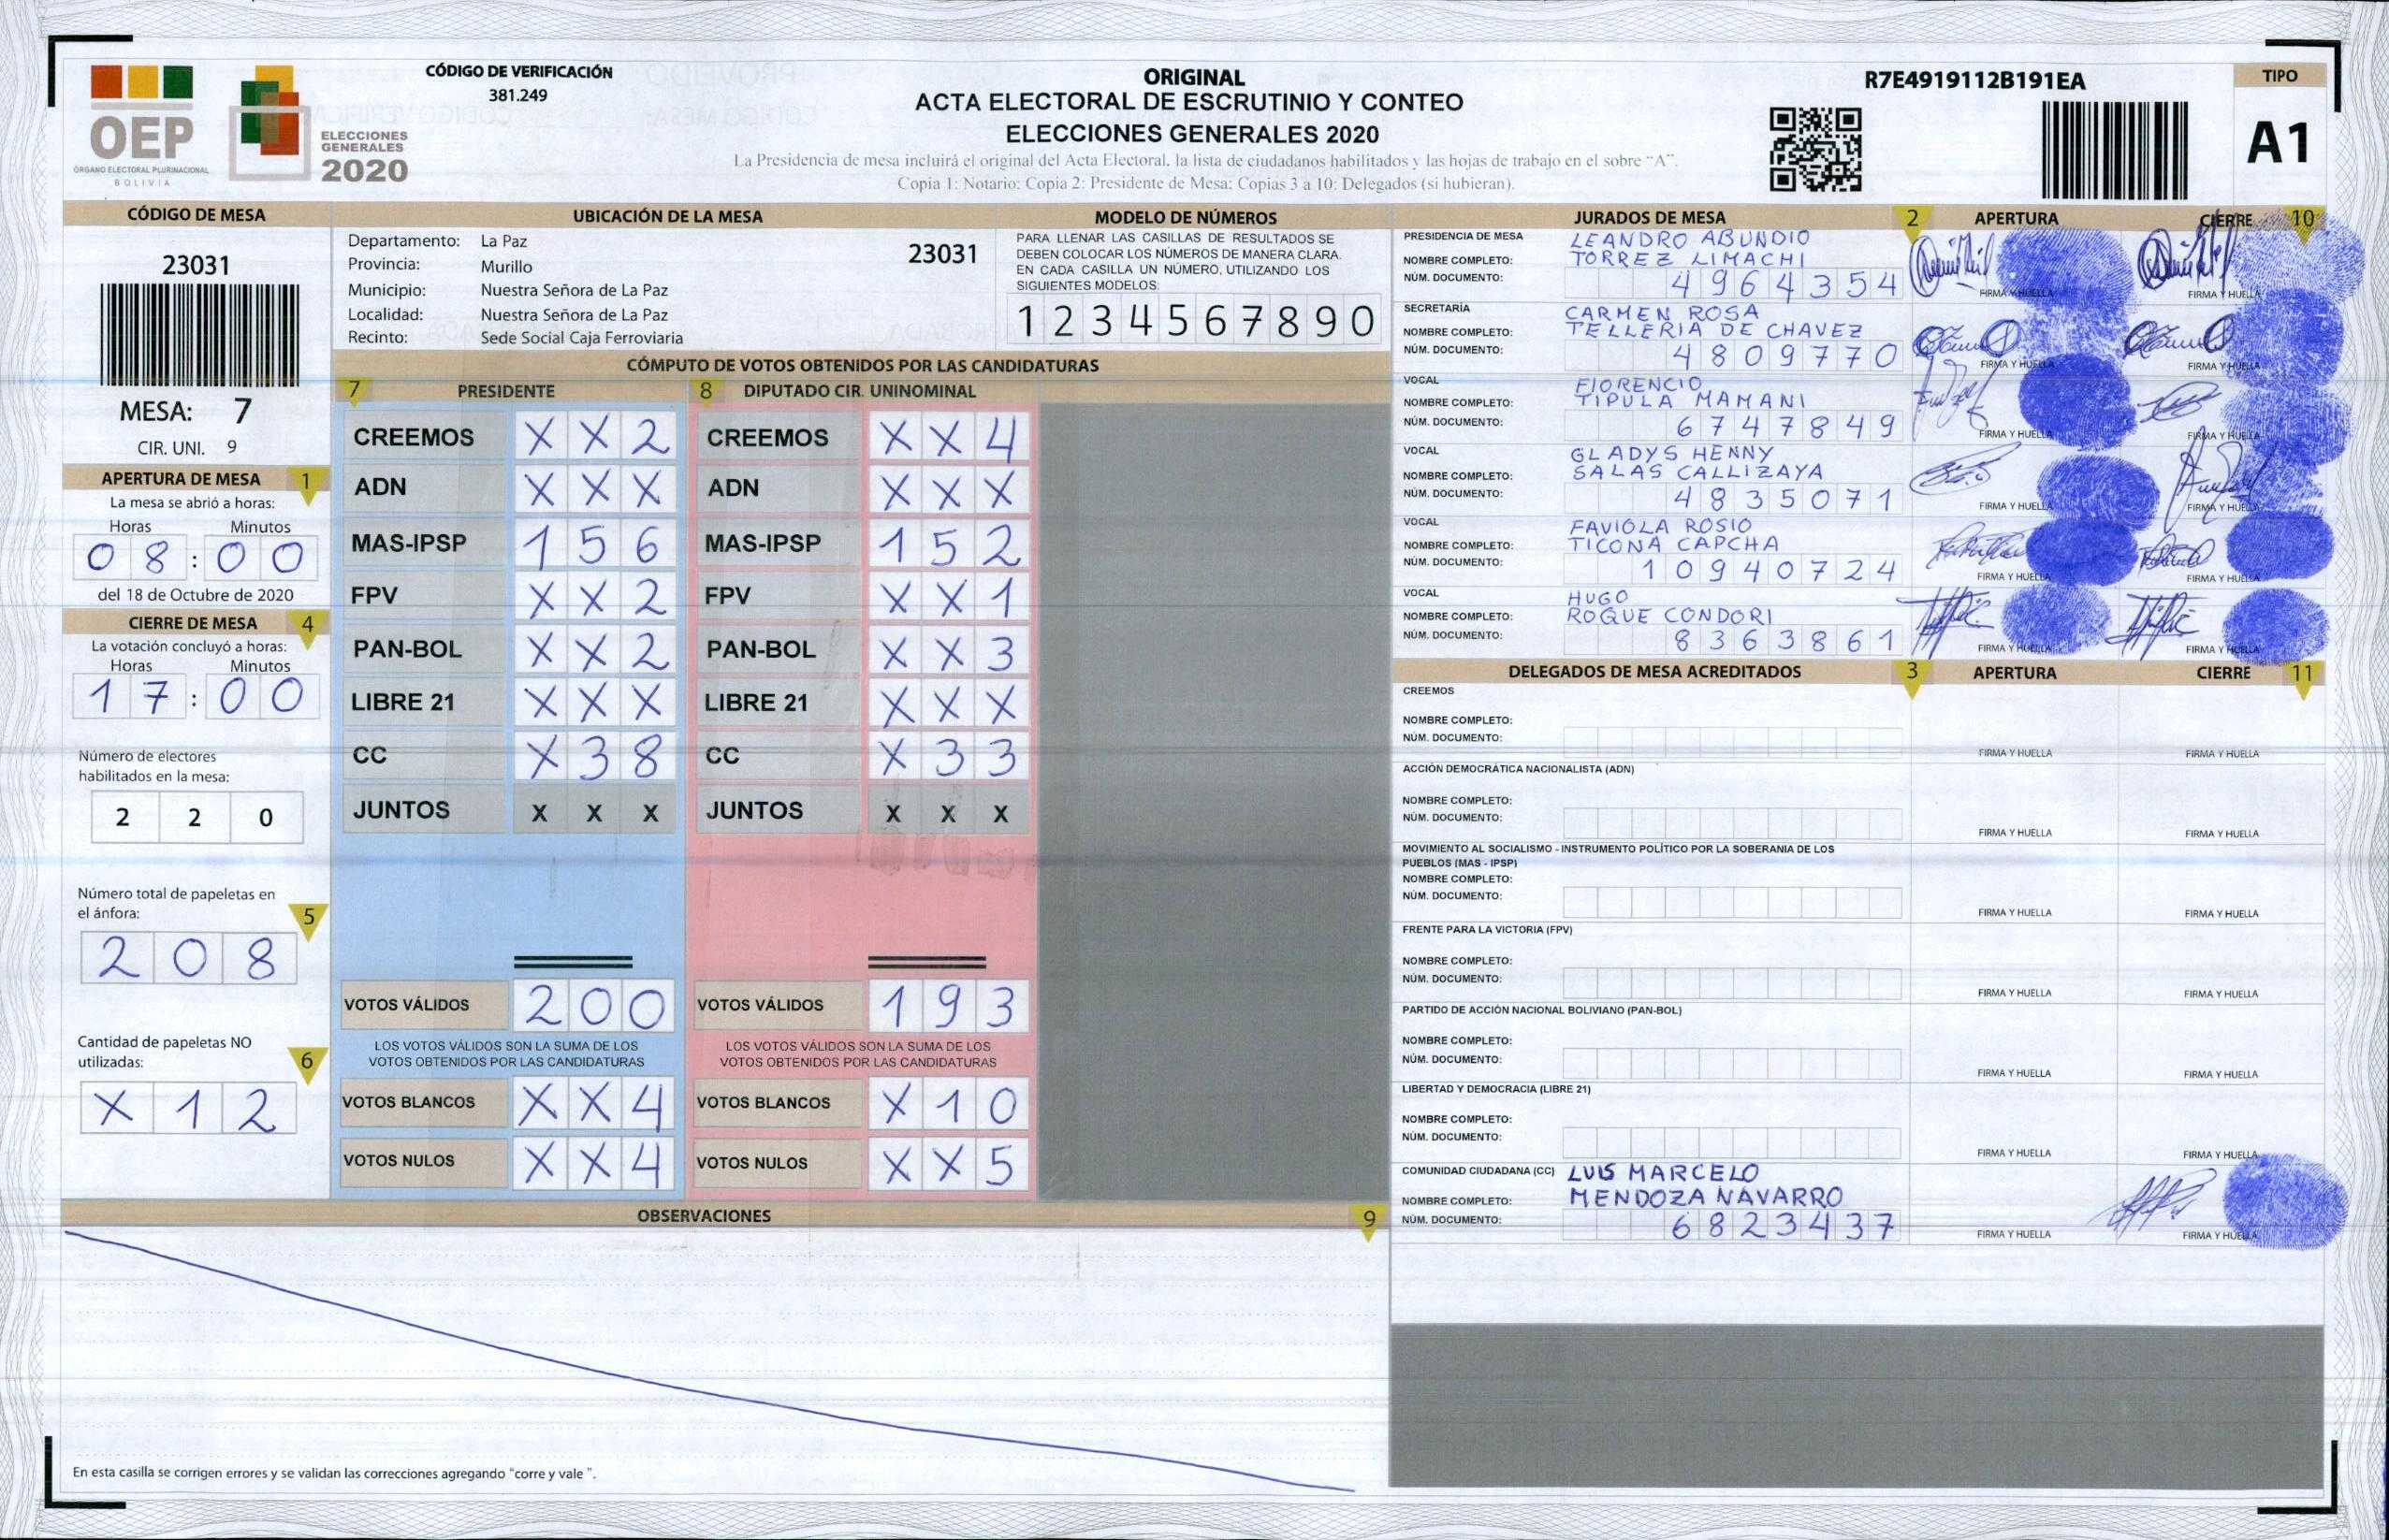 OEP
ÓRGANO ELECTORAL PLURINACIONAL
BOLIVIA
ELECCIONES
GENERALES
2020
CÓDIGO DE VERIFICACIÓN
381.249
ORIGINAL
ACTA ELECTORAL DE ESCRUTINIO Y CONTEO
ELECCIONES GENERALES 2020
La Presidencia de mesa incluirá el original del Acta Electoral, la lista de ciudadanos habilitados y las hojas de trabajo en el sobre "A".
Copia 1: Notario; Copia 2: Presidente de Mesa; Copias 3 a 10: Delegados (si hubieran).
R7E4919112B191EA
TIPO
A1
CÓDIGO DE MESA
23031
MESA: 7
CIR. UNI. 9
APERTURA DE MESA 1
La mesa se abrió a horas:
Horas Minutos
08:00
del 18 de Octubre de 2020
CIERRE DE MESA 4
La votación concluyó a horas:
Horas Minutos
17:00
Número de electores
habilitados en la mesa:
2 2 0
Número total de papeletas en
el ánfora: 5
2 0 8
Cantidad de papeletas NO
utilizadas: 6
X 1 2
UBICACIÓN DE LA MESA
Departamento: La Paz 23031
Provincia: Murillo
Municipio: Nuestra Señora de La Paz
Localidad: Nuestra Señora de La Paz
Recinto: Sede Social Caja Ferroviaria
MODELO DE NÚMEROS
PARA LLENAR LAS CASILLAS DE RESULTADOS SE
DEBEN COLOCAR LOS NÚMEROS DE MANERA CLARA.
EN CADA CASILLA UN NÚMERO, UTILIZANDO LOS
SIGUIENTES MODELOS:
1 2 3 4 5 6 7 8 9 0
CÓMPUTO DE VOTOS OBTENIDOS POR LAS CANDIDATURAS
7 PRESIDENTE
CREEMOS X X 2
ADN X X X
MAS-IPSP 1 5 6
FPV X X 2
PAN-BOL X X 2
LIBRE 21 X X X
CC X 3 8
JUNTOS X X X
VOTOS VÁLIDOS 2 0 0
LOS VOTOS VÁLIDOS SON LA SUMA DE LOS
VOTOS OBTENIDOS POR LAS CANDIDATURAS
VOTOS BLANCOS X X 4
VOTOS NULOS X X 4
8 DIPUTADO CIR. UNINOMINAL
CREEMOS X X 4
ADN X X X
MAS-IPSP 1 5 2
FPV X X 1
PAN-BOL X X 3
LIBRE 21 X X X
CC X 3 3
JUNTOS X X X
VOTOS VÁLIDOS 1 9 3
LOS VOTOS VÁLIDOS SON LA SUMA DE LOS
VOTOS OBTENIDOS POR LAS CANDIDATURAS
VOTOS BLANCOS X 1 0
VOTOS NULOS X X 5
OBSERVACIONES 9
En esta casilla se corrigen errores y se validan las correcciones agregando "corre y vale ".
JURADOS DE MESA 2 APERTURA CIERRE 10
PRESIDENCIA DE MESA LEANDRO ABUNDIO
NOMBRE COMPLETO: TORREZ LIMACHI
NÚM. DOCUMENTO: 4964354
FIRMA Y HUELLA FIRMA Y HUELLA
SECRETARÍA CARMEN ROSA
NOMBRE COMPLETO: TELLERIA DE CHAVEZ
NÚM. DOCUMENTO: 4809770
FIRMA Y HUELLA FIRMA Y HUELLA
VOCAL FIORENCIO
NOMBRE COMPLETO: TIPULA MAMANI
NÚM. DOCUMENTO: 6747849
FIRMA Y HUELLA FIRMA Y HUELLA
VOCAL GLADYS HENNY
NOMBRE COMPLETO: SALAS CALLIZAYA
NÚM. DOCUMENTO: 4835071
FIRMA Y HUELLA FIRMA Y HUELLA
VOCAL FAVIOLA ROSIO
NOMBRE COMPLETO: TICONA CAPCHA
NÚM. DOCUMENTO: 10940724
FIRMA Y HUELLA FIRMA Y HUELLA
VOCAL HUGO
NOMBRE COMPLETO: ROQUE CONDORI
NÚM. DOCUMENTO: 8363861
FIRMA Y HUELLA FIRMA Y HUELLA
DELEGADOS DE MESA ACREDITADOS 3 APERTURA CIERRE 11
CREEMOS
NOMBRE COMPLETO:
NÚM. DOCUMENTO:
FIRMA Y HUELLA FIRMA Y HUELLA
ACCIÓN DEMOCRÁTICA NACIONALISTA (ADN)
NOMBRE COMPLETO:
NÚM. DOCUMENTO:
FIRMA Y HUELLA FIRMA Y HUELLA
MOVIMIENTO AL SOCIALISMO - INSTRUMENTO POLÍTICO POR LA SOBERANIA DE LOS
PUEBLOS (MAS - IPSP)
NOMBRE COMPLETO:
NÚM. DOCUMENTO:
FIRMA Y HUELLA FIRMA Y HUELLA
FRENTE PARA LA VICTORIA (FPV)
NOMBRE COMPLETO:
NÚM. DOCUMENTO:
FIRMA Y HUELLA FIRMA Y HUELLA
PARTIDO DE ACCIÓN NACIONAL BOLIVIANO (PAN-BOL)
NOMBRE COMPLETO:
NÚM. DOCUMENTO:
FIRMA Y HUELLA FIRMA Y HUELLA
LIBERTAD Y DEMOCRACIA (LIBRE 21)
NOMBRE COMPLETO:
NÚM. DOCUMENTO:
FIRMA Y HUELLA FIRMA Y HUELLA
COMUNIDAD CIUDADANA (CC) LUIS MARCELO
NOMBRE COMPLETO: MENDOZA NAVARRO
NÚM. DOCUMENTO: 6823437
FIRMA Y HUELLA FIRMA Y HUELLA